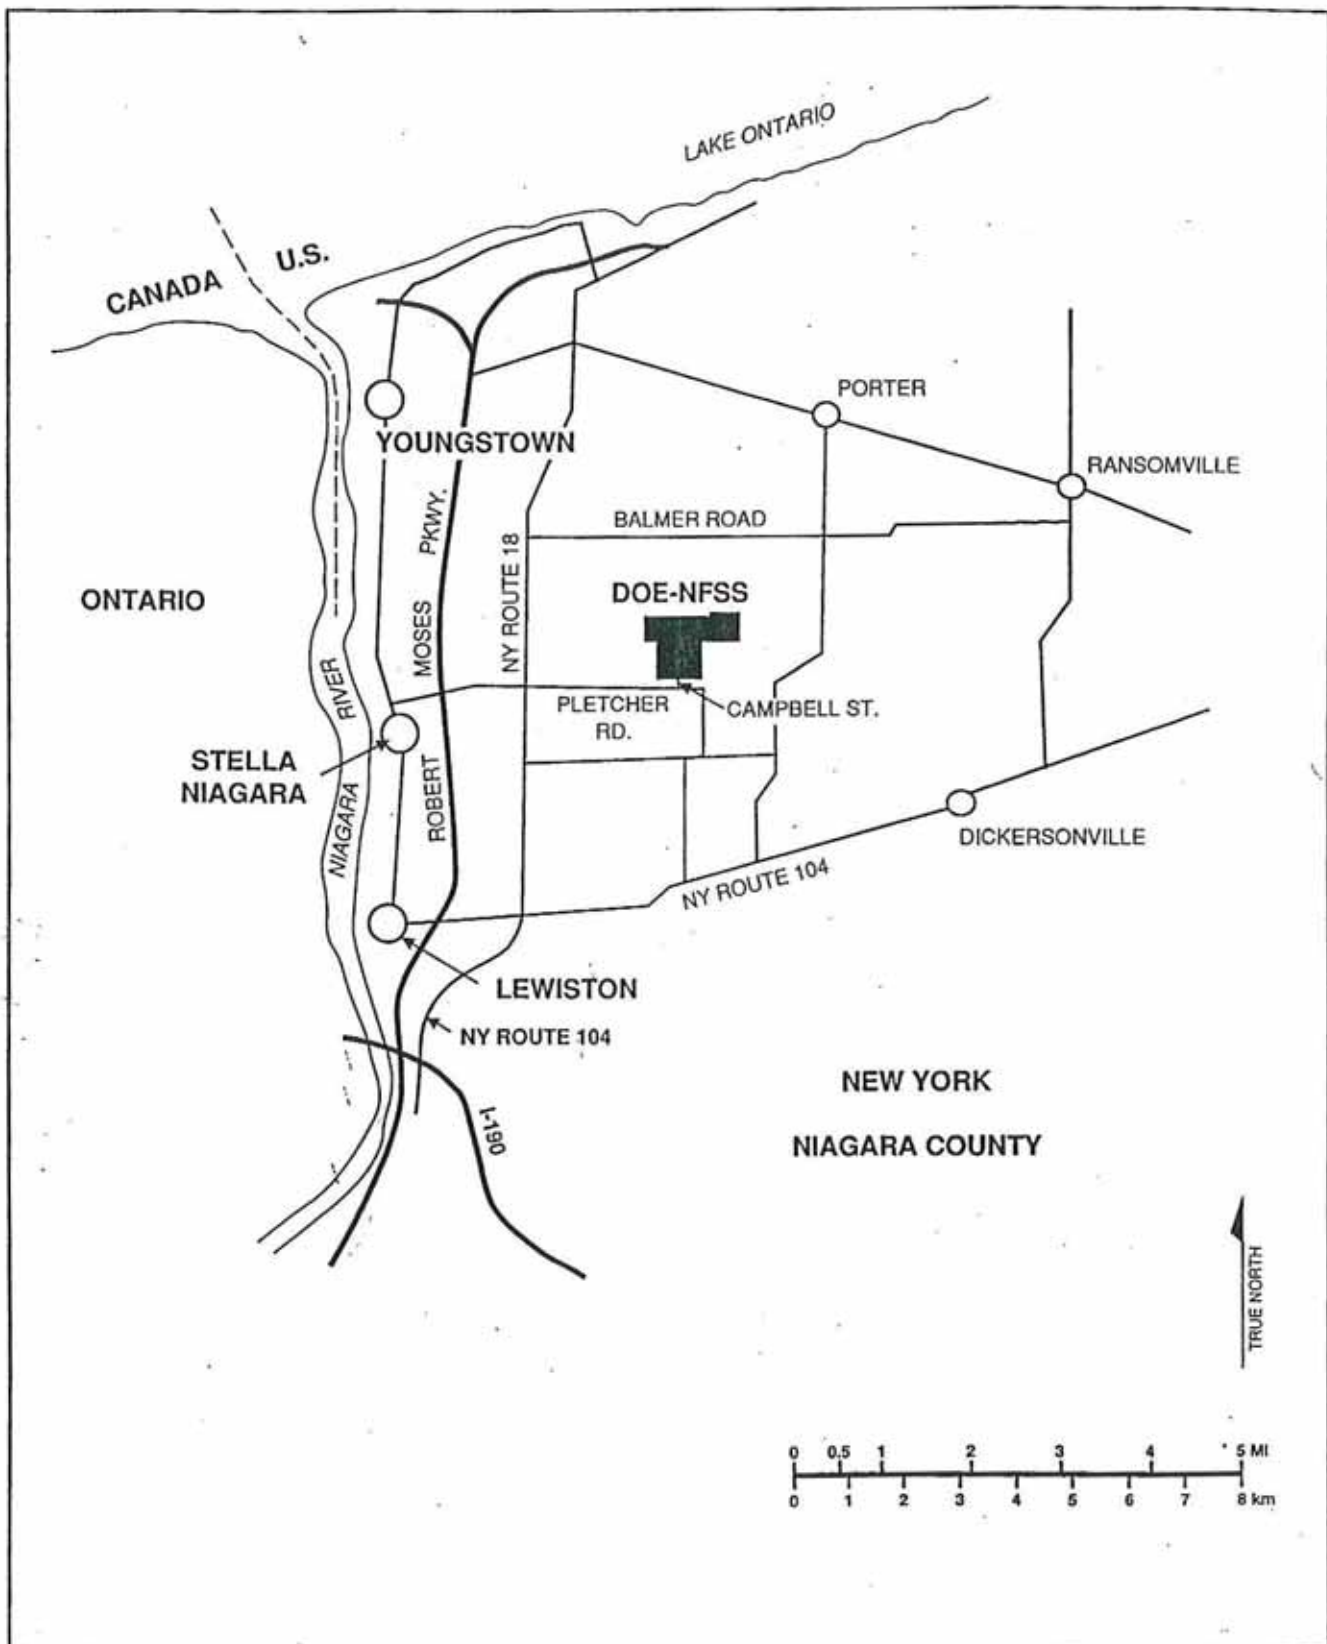 LAKE ONTARIO
U.S.
CANADA
PORTER
YOUNGSTOWN
RANSOMVILLE
BALMER ROAD
ROBERT MOSES PKWY.
NY ROUTE 18
ONTARIO
DOE-NFSS
NIAGARA RIVER
PLETCHER
RD.
CAMPBELL ST.
STELLA
NIAGARA
DICKERSONVILLE
NY ROUTE 104
LEWISTON
NY ROUTE 104
I-190
NEW YORK
NIAGARA COUNTY
TRUE NORTH
0 0.5 1 2 3 4 5 MI
0 1 2 3 4 5 6 7 8 km